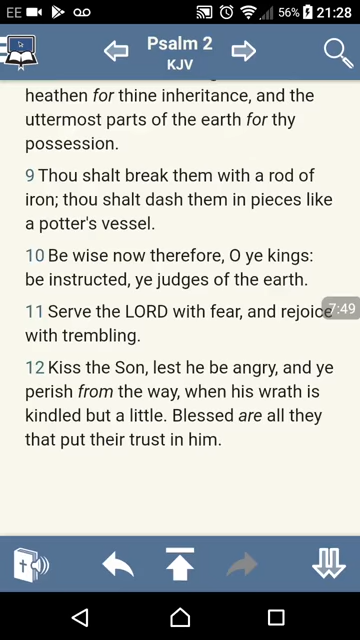 EE 56% 21:28
Psalm 2
KJV
heathen for thine inheritance, and the
uttermost parts of the earth for thy
possession.
9 Thou shalt break them with a rod of
iron; thou shalt dash them in pieces like
a potter's vessel.
10 Be wise now therefore, O ye kings:
be instructed, ye judges of the earth.
11 Serve the LORD with fear, and rejoice
7:49
with trembling.
12 Kiss the Son, lest he be angry, and ye
perish from the way, when his wrath is
kindled but a little. Blessed are all they
that put their trust in him.